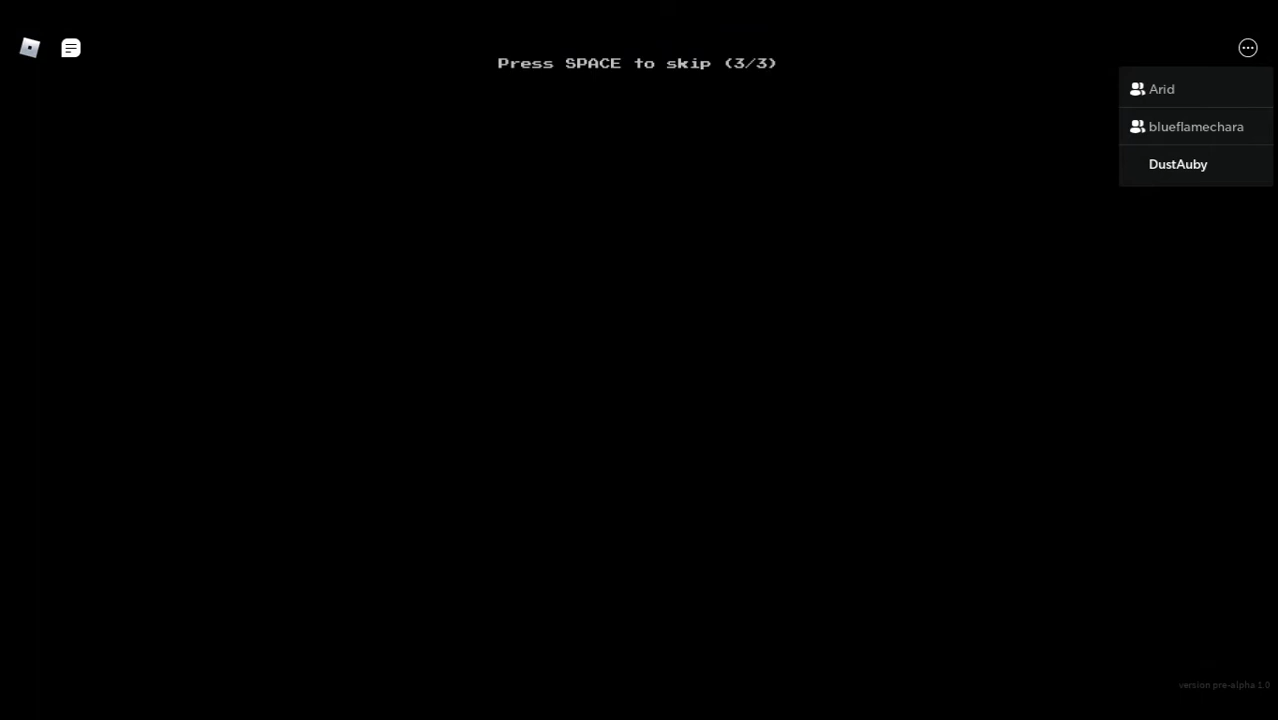 Press SPACE to skip (3/3)
Arid
blueflamechara
DustAuby
version pre-alpha 1.0